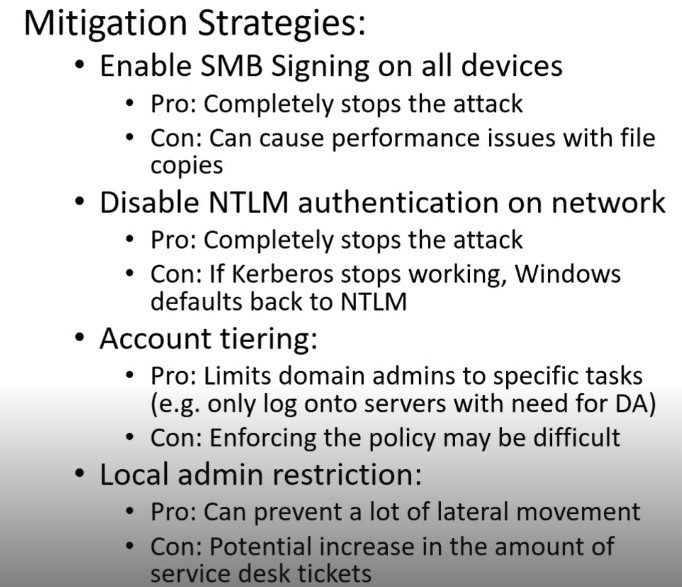 Mitigation Strategies:
• Enable SMB Signing on all devices
• Pro: Completely stops the attack
• Con: Can cause performance issues with file
copies
• Disable NTLM authentication on network
• Pro: Completely stops the attack
• Con: If Kerberos stops working, Windows
defaults back to NTLM
• Account tiering:
• Pro: Limits domain admins to specific tasks
(e.g. only log onto servers with need for DA)
• Con: Enforcing the policy may be difficult
• Local admin restriction:
• Pro: Can prevent a lot of lateral movement
• Con: Potential increase in the amount of
service desk tickets